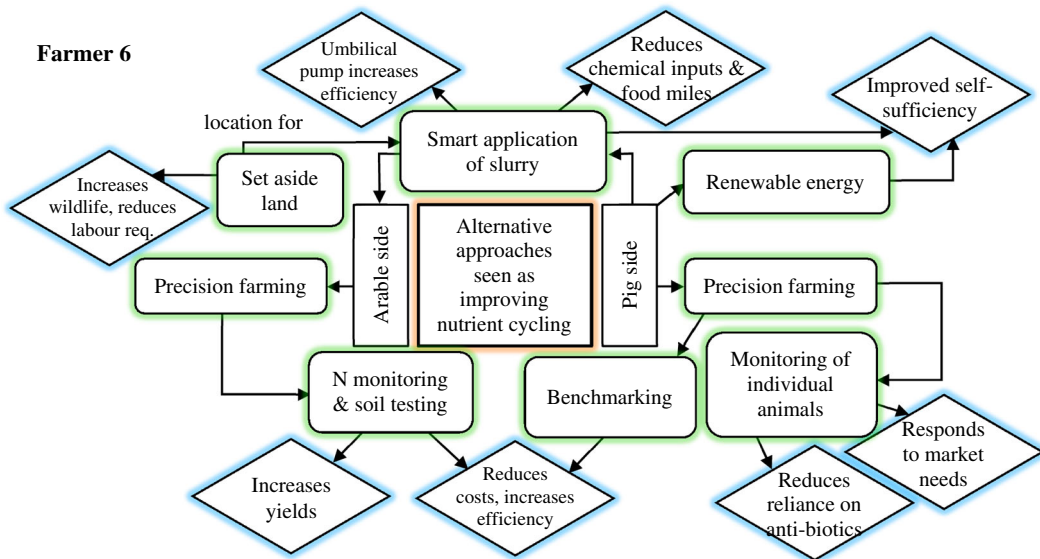 Farmer 6
Umbilical
pump increases
efficiency
Reduces
chemical inputs &
food miles
Improved self-
sufficiency
location for
Smart application
of slurry
Set aside
land
Renewable energy
Increases
wildlife, reduces
labour req.
Arable side
Alternative
approaches
seen as
improving
nutrient cycling
Pig side
Precision farming
Precision farming
N monitoring
& soil testing
Benchmarking
Monitoring of
individual
animals
Increases
yields
Reduces
costs, increases
efficiency
Reduces
reliance on
anti-biotics
Responds
to market
needs